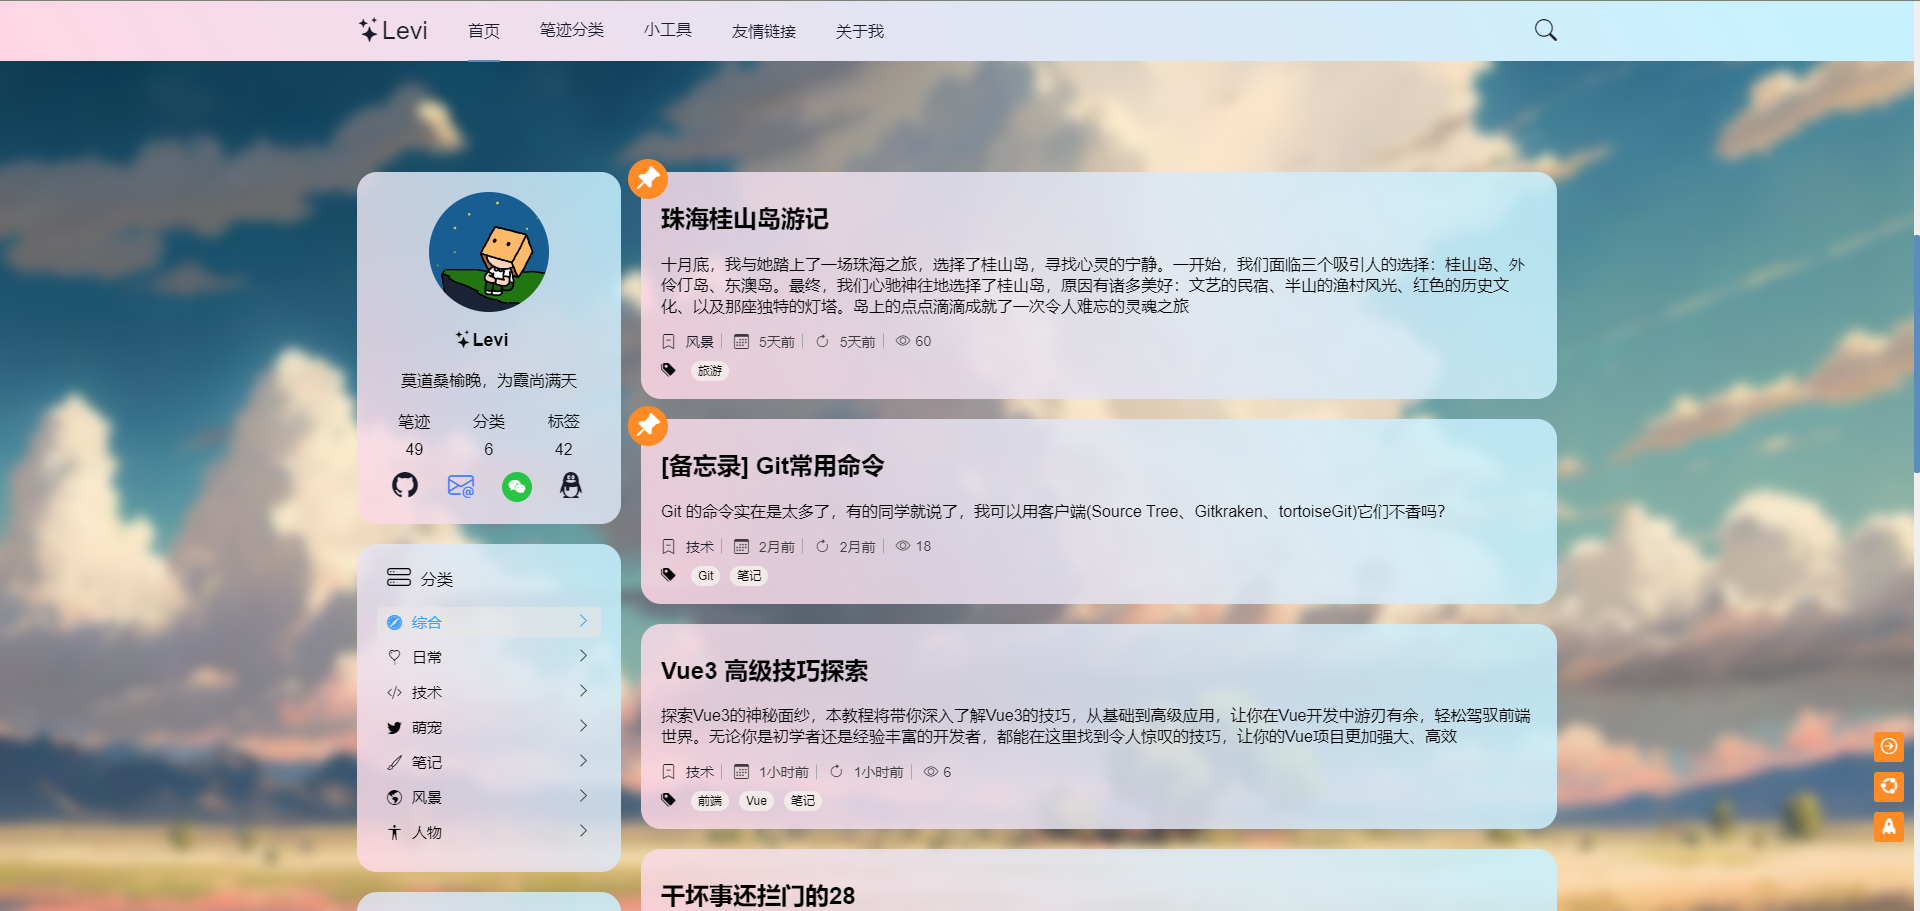 Levi 首页 笔迹分类 小工具 友情链接 关于我
Levi
莫道桑榆晚，为霞尚满天
笔迹 分类 标签
49 6 42
分类
综合
日常
技术
萌宠
笔记
风景
人物
珠海桂山岛游记
十月底，我与她踏上了一场珠海之旅，选择了桂山岛，寻找心灵的宁静。一开始，我们面临三个吸引人的选择：桂山岛、外
伶仃岛、东澳岛。最终，我们心驰神往地选择了桂山岛，原因有诸多美好：文艺的民宿、半山的渔村风光、红色的历史文
化、以及那座独特的灯塔。岛上的点点滴滴成就了一次令人难忘的灵魂之旅
风景 5天前 5天前 60
旅游
[备忘录] Git常用命令
Git 的命令实在是太多了，有的同学就说了，我可以用客户端(Source Tree、Gitkraken、tortoiseGit)它们不香吗？
技术 2月前 2月前 18
Git 笔记
Vue3 高级技巧探索
探索Vue3的神秘面纱，本教程将带你深入了解Vue3的技巧，从基础到高级应用，让你在Vue开发中游刃有余，轻松驾驭前端
世界。无论你是初学者还是经验丰富的开发者，都能在这里找到令人惊叹的技巧，让你的Vue项目更加强大、高效
技术 1小时前 1小时前 6
前端 Vue 笔记
干坏事还拦门的28